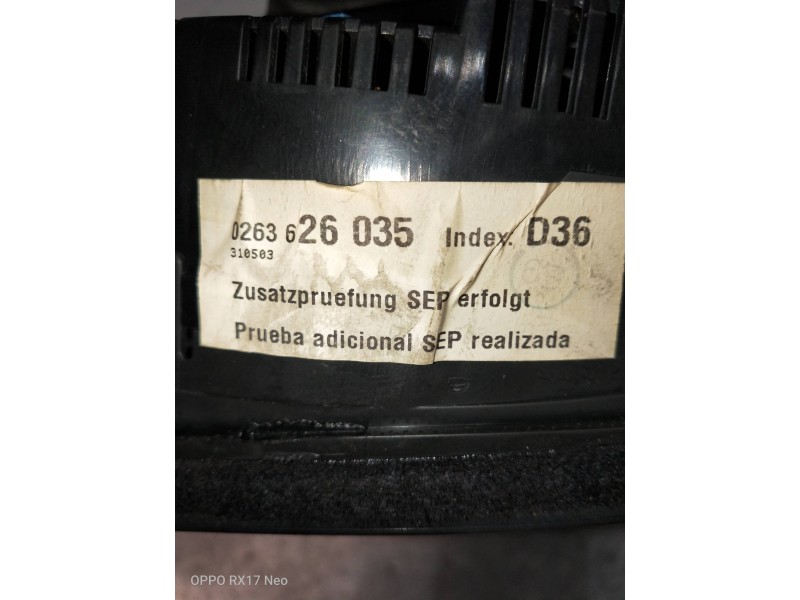 0263 626 035 Index. D36
310503
Zusatzpruefung SEP erfolgt
Prueba adicional SEP realizada
OPPO RX17 Neo